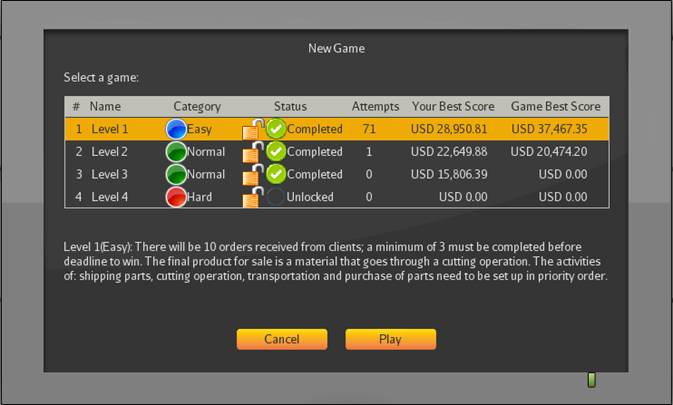 New Game
Select a game:
# Name Category Status Attempts Your Best Score Game Best Score
1 Level 1 Easy Completed 71 USD 28,950.81 USD 37,467.35
2 Level 2 Normal Completed 1 USD 22,649.88 USD 20,474.20
3 Level 3 Normal Completed 0 USD 15,806.39 USD 0.00
4 Level 4 Hard Unlocked 0 USD 0.00 USD 0.00
Level 1(Easy): There will be 10 orders received from clients; a minimum of 3 must be completed before
deadline to win. The final product for sale is a material that goes through a cutting operation. The activities
of: shipping parts, cutting operation, transportation and purchase of parts need to be set up in priority order.
Cancel Play